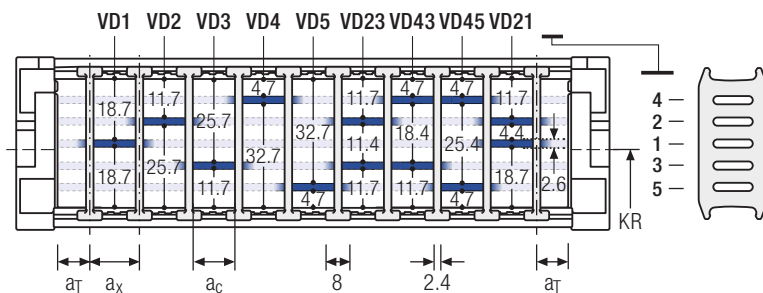 VD1 VD2 VD3 VD4 VD5 VD23 VD43 VD45 VD21
4.7 4.7 4.7
18.7 11.7 25.7 11.7 11.7
32.7 11.4 18.4 25.4 4.4
18.7 25.7 11.7 32.7 11.7 11.7 18.7 2.6
4.7 4.7
4
2
1
3
5
KR
aT aX aC 8 2.4 aT